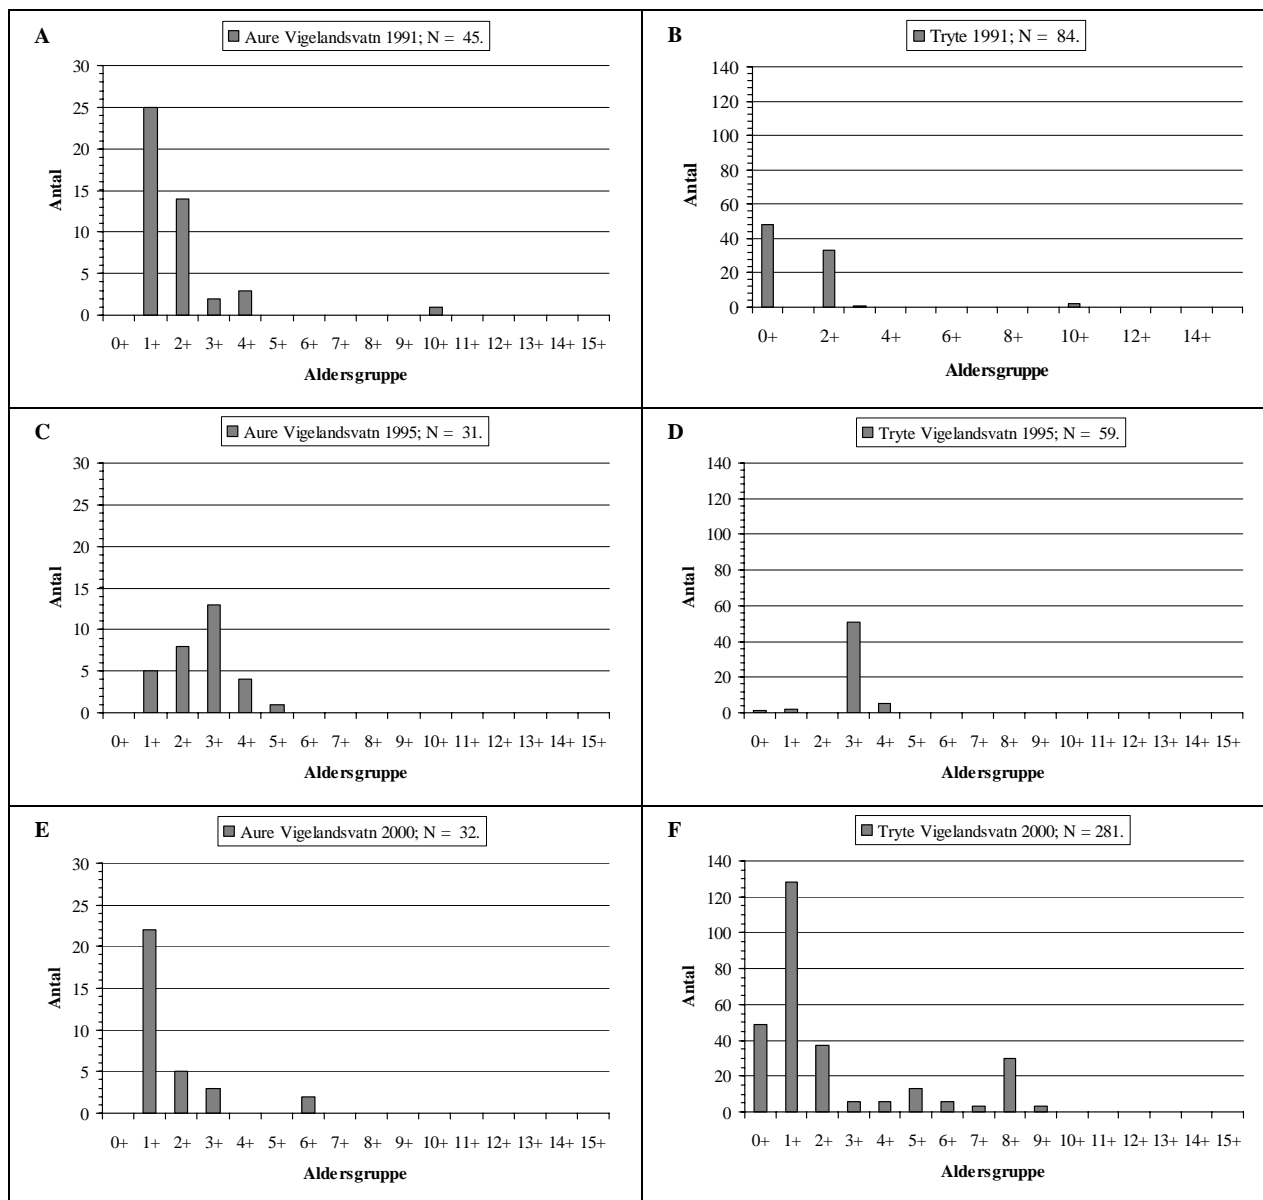 A
Aure Vigelandsvatn 1991; N = 45.
30
25
20
15
10
5
0
Antal
0+ 1+ 2+ 3+ 4+ 5+ 6+ 7+ 8+ 9+ 10+ 11+ 12+ 13+ 14+ 15+
Aldersgruppe
B
Tryte 1991; N = 84.
140
120
100
80
60
40
20
0
Antal
0+ 2+ 4+ 6+ 8+ 10+ 12+ 14+
Aldersgruppe
C
Aure Vigelandsvatn 1995; N = 31.
30
25
20
15
10
5
0
Antal
0+ 1+ 2+ 3+ 4+ 5+ 6+ 7+ 8+ 9+ 10+ 11+ 12+ 13+ 14+ 15+
Aldersgruppe
D
Tryte Vigelandsvatn 1995; N = 59.
140
120
100
80
60
40
20
0
Antal
0+ 1+ 2+ 3+ 4+ 5+ 6+ 7+ 8+ 9+ 10+ 11+ 12+ 13+ 14+ 15+
Aldersgruppe
E
Aure Vigelandsvatn 2000; N = 32.
30
25
20
15
10
5
0
Antal
0+ 1+ 2+ 3+ 4+ 5+ 6+ 7+ 8+ 9+ 10+ 11+ 12+ 13+ 14+ 15+
Aldersgruppe
F
Tryte Vigelandsvatn 2000; N = 281.
140
120
100
80
60
40
20
0
Antal
0+ 1+ 2+ 3+ 4+ 5+ 6+ 7+ 8+ 9+ 10+ 11+ 12+ 13+ 14+ 15+
Aldersgruppe